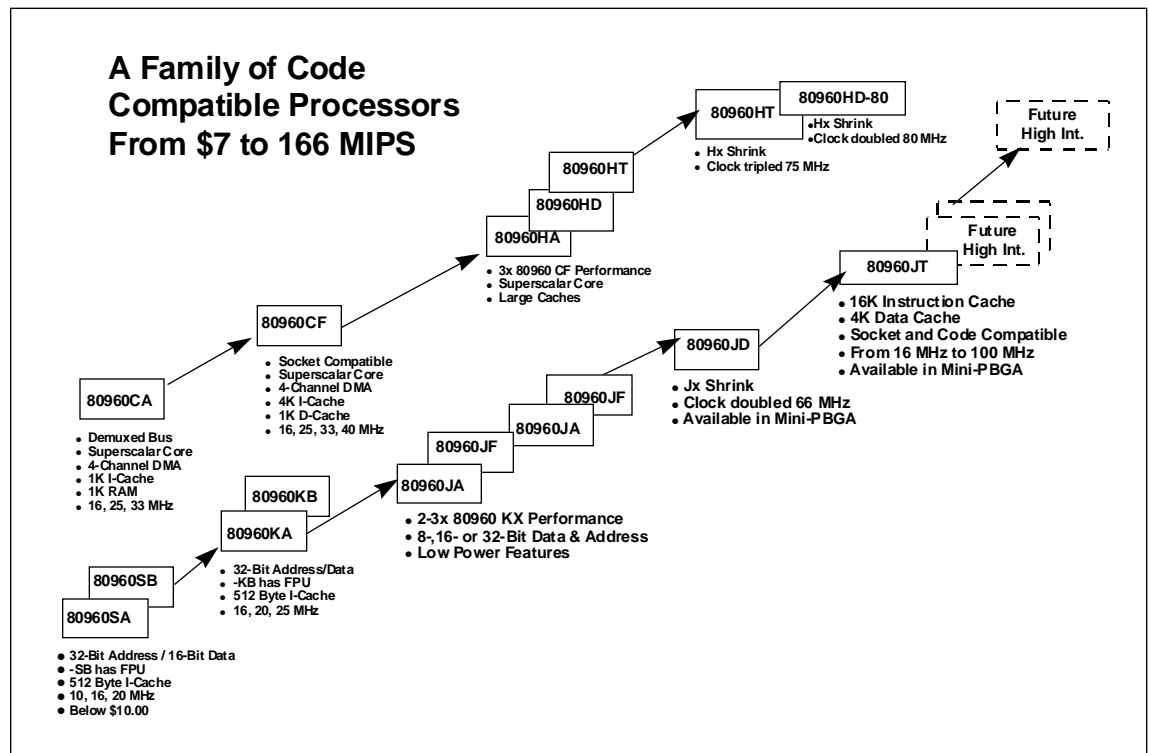 A Family of Code
Compatible Processors
From $7 to 166 MIPS
80960HT
80960HD-80
•Hx Shrink
•Clock doubled 80 MHz
• Hx Shrink
• Clock tripled 75 MHz
Future
High Int.
80960HT
80960HD
80960HA
• 3x 80960 CF Performance
• Superscalar Core
• Large Caches
Future
High Int.
80960JT
• 16K Instruction Cache
• 4K Data Cache
• Socket and Code Compatible
• From 16 MHz to 100 MHz
• Available in Mini-PBGA
80960CF
• Socket Compatible
• Superscalar Core
• 4-Channel DMA
• 4K I-Cache
• 1K D-Cache
• 16, 25, 33, 40 MHz
80960JD
• Jx Shrink
• Clock doubled 66 MHz
• Available in Mini-PBGA
80960CA
• Demuxed Bus
• Superscalar Core
• 4-Channel DMA
• 1K I-Cache
• 1K RAM
• 16, 25, 33 MHz
80960JF
80960JA
80960JF
80960JA
• 2-3x 80960 KX Performance
• 8-,16- or 32-Bit Data & Address
• Low Power Features
80960KB
80960KA
• 32-Bit Address/Data
• -KB has FPU
• 512 Byte I-Cache
• 16, 20, 25 MHz
80960SB
80960SA
• 32-Bit Address / 16-Bit Data
• -SB has FPU
• 512 Byte I-Cache
• 10, 16, 20 MHz
• Below $10.00